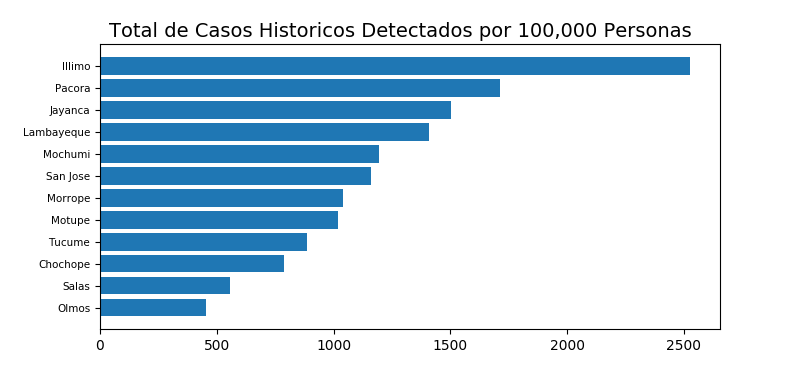 Total de Casos Historicos Detectados por 100,000 Personas
Illimo
Pacora
Jayanca
Lambayeque
Mochumi
San Jose
Morrope
Motupe
Tucume
Chochope
Salas
Olmos
0 500 1000 1500 2000 2500